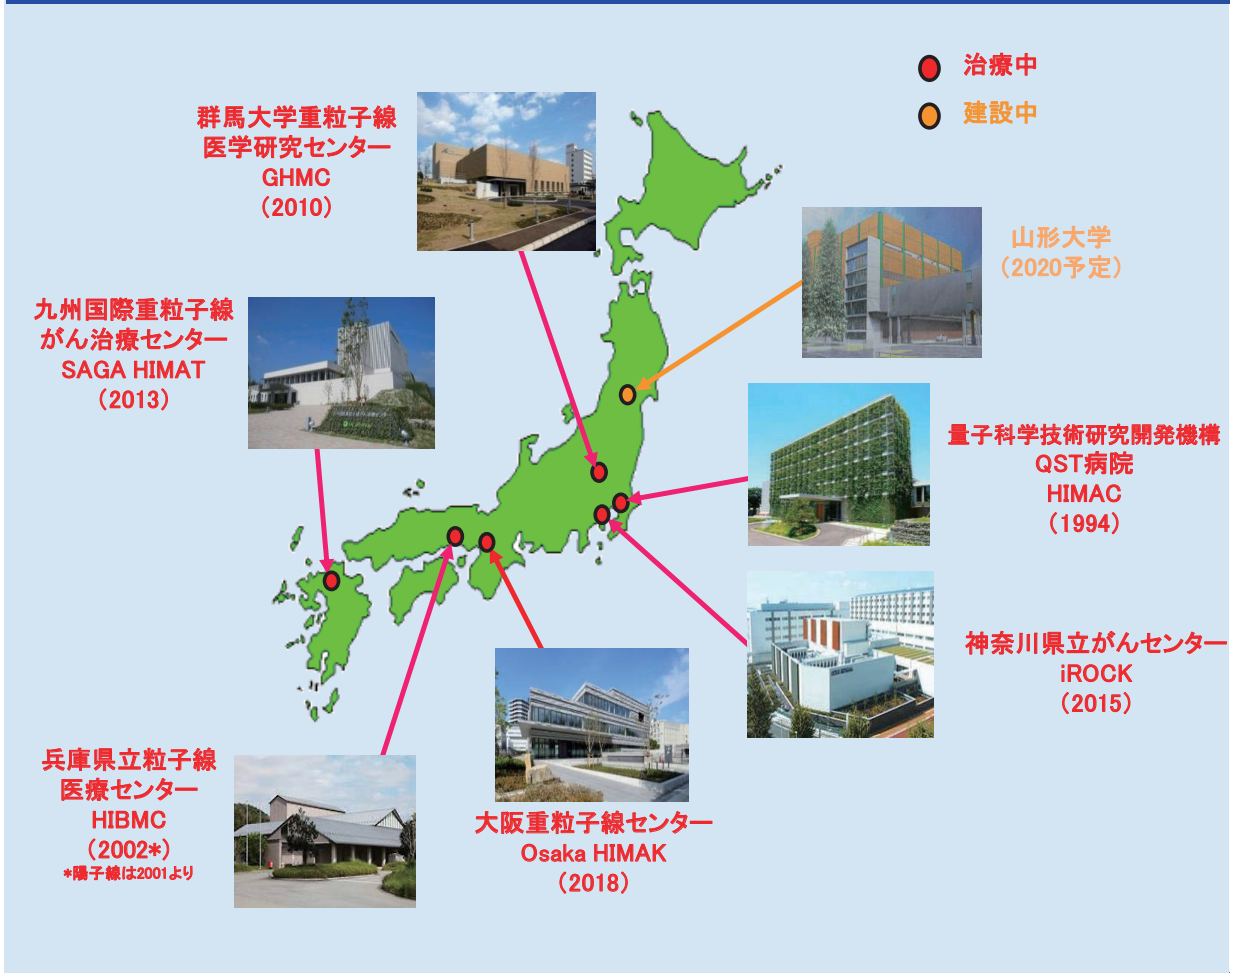 治療中
建設中
群馬大学重粒子線
医学研究センター
GHMC
（2010）
山形大学
（2020予定）
九州国際重粒子線
がん治療センター
SAGA HIMAT
（2013）
量子科学技術研究開発機構
QST病院
HIMAC
（1994）
神奈川県立がんセンター
iROCK
（2015）
兵庫県立粒子線
医療センター
HIBMC
（2002*）
*陽子線は2001より
大阪重粒子線センター
Osaka HIMAK
（2018）